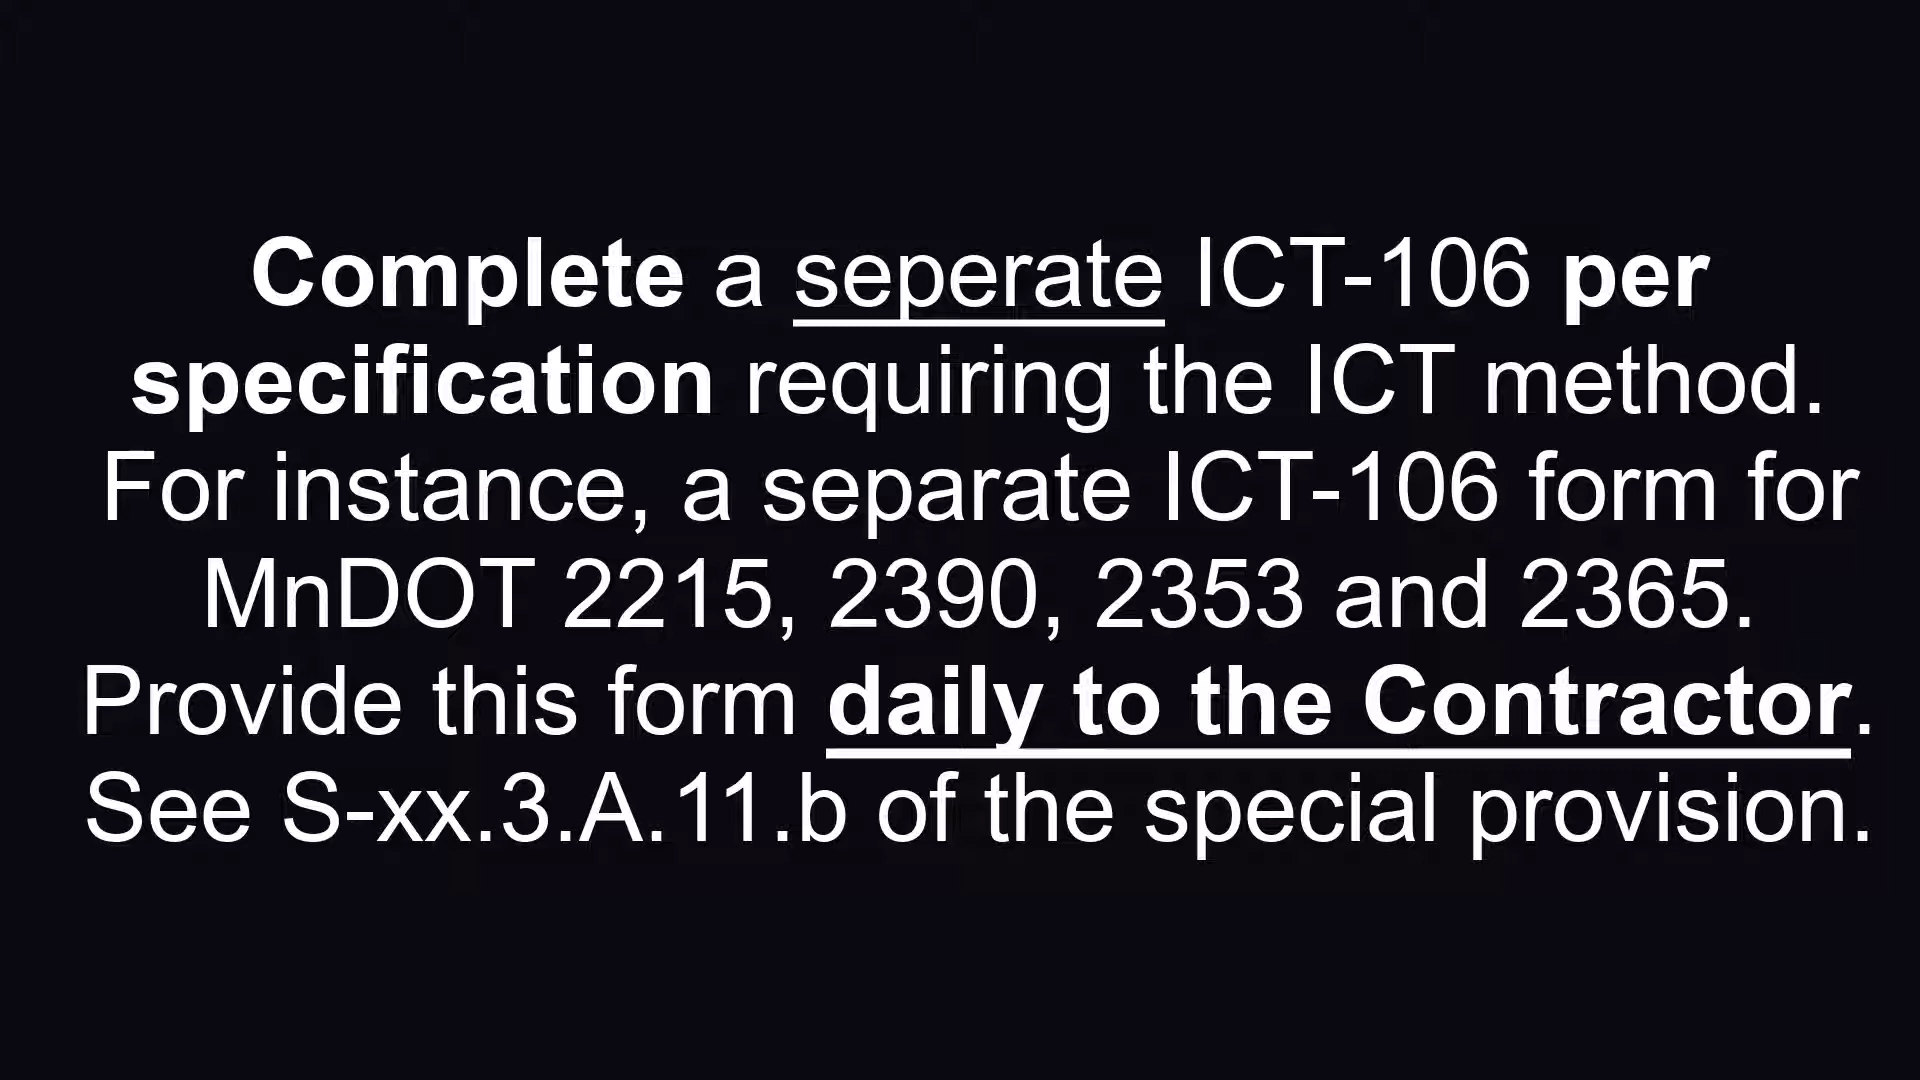 Complete a seperate ICT-106 per
specification requiring the ICT method.
For instance, a separate ICT-106 form for
MnDOT 2215, 2390, 2353 and 2365.
Provide this form daily to the Contractor.
See S-xx.3.A.11.b of the special provision.